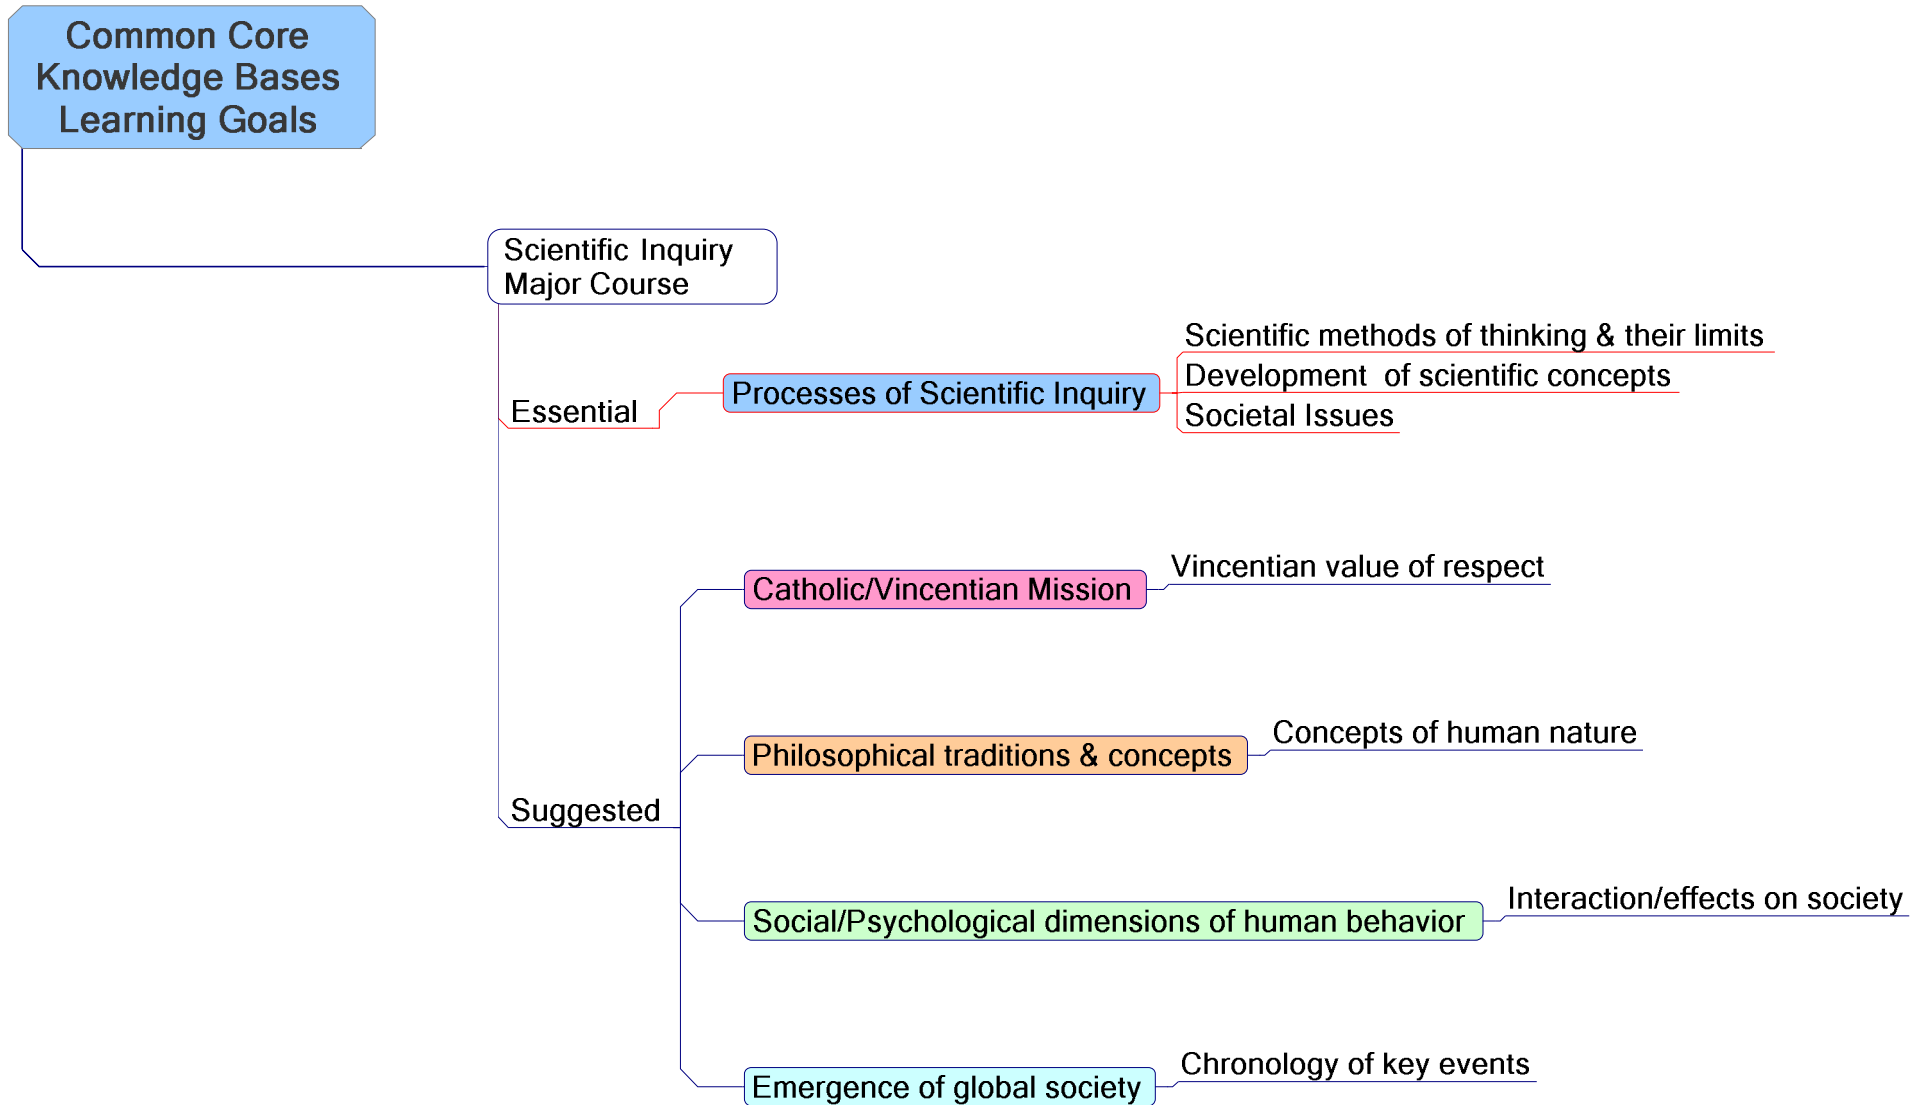 Common Core
Knowledge Bases
Learning Goals
Scientific Inquiry
Major Course
Essential
Processes of Scientific Inquiry
Scientific methods of thinking & their limits
Development  of scientific concepts
Societal Issues
Suggested
Catholic/Vincentian Mission
Vincentian value of respect
Philosophical traditions & concepts
Concepts of human nature
Social/Psychological dimensions of human behavior
Interaction/effects on society
Emergence of global society
Chronology of key events